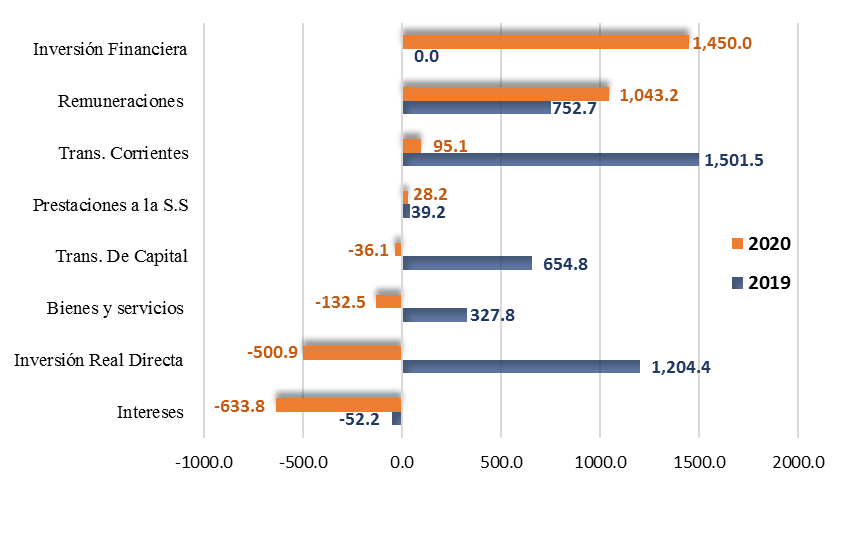 Inversión Financiera
1,450.0
0.0
Remuneraciones
1,043.2
752.7
Trans. Corrientes
95.1
1,501.5
Prestaciones a la S.S
28.2
39.2
Trans. De Capital
-36.1
654.8
Bienes y servicios
-132.5
327.8
Inversión Real Directa
-500.9
1,204.4
Intereses
-633.8
-52.2
2020
2019
-1000.0 -500.0 0.0 500.0 1000.0 1500.0 2000.0